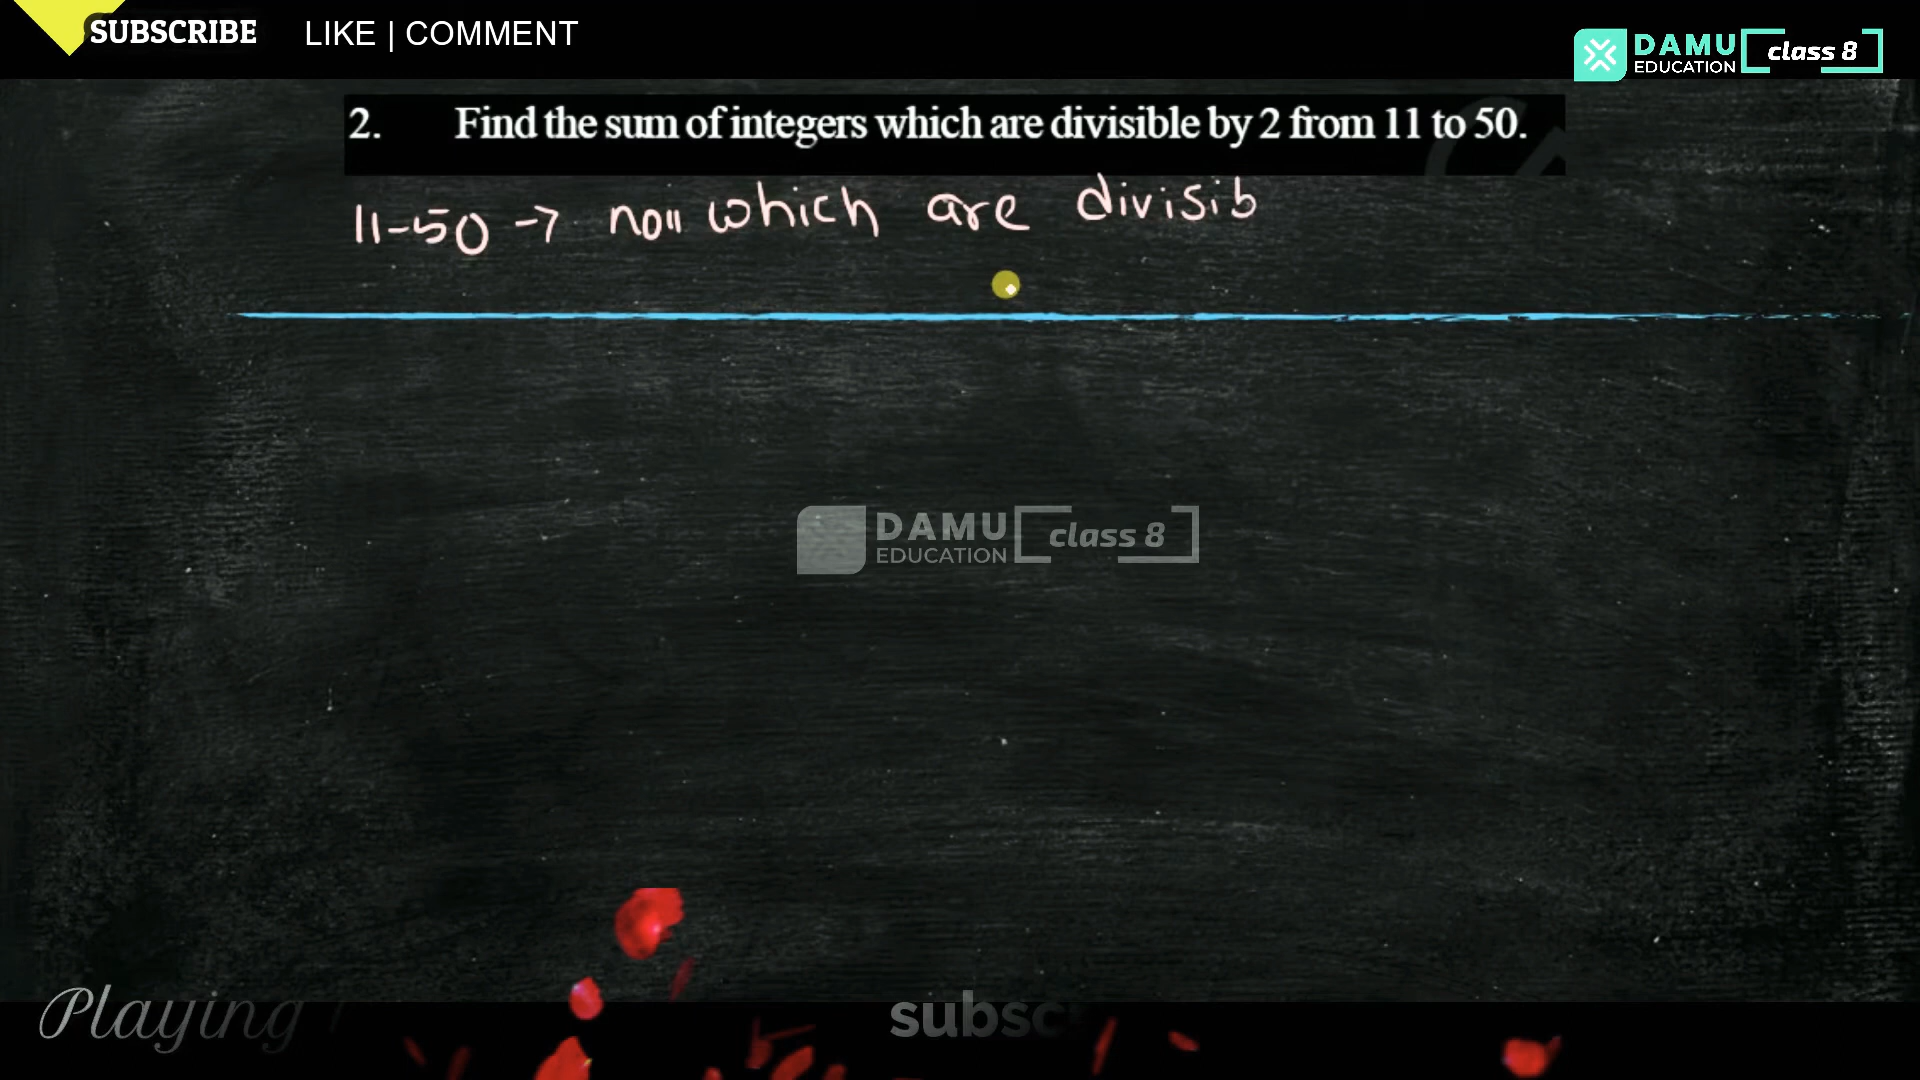 SUBSCRIBE LIKE | COMMENT
DAMU EDUCATION class 8
2. Find the sum of integers which are divisible by 2 from 11 to 50.
11-50 → no" which are divisib
DAMU EDUCATION class 8
Playing
subsc